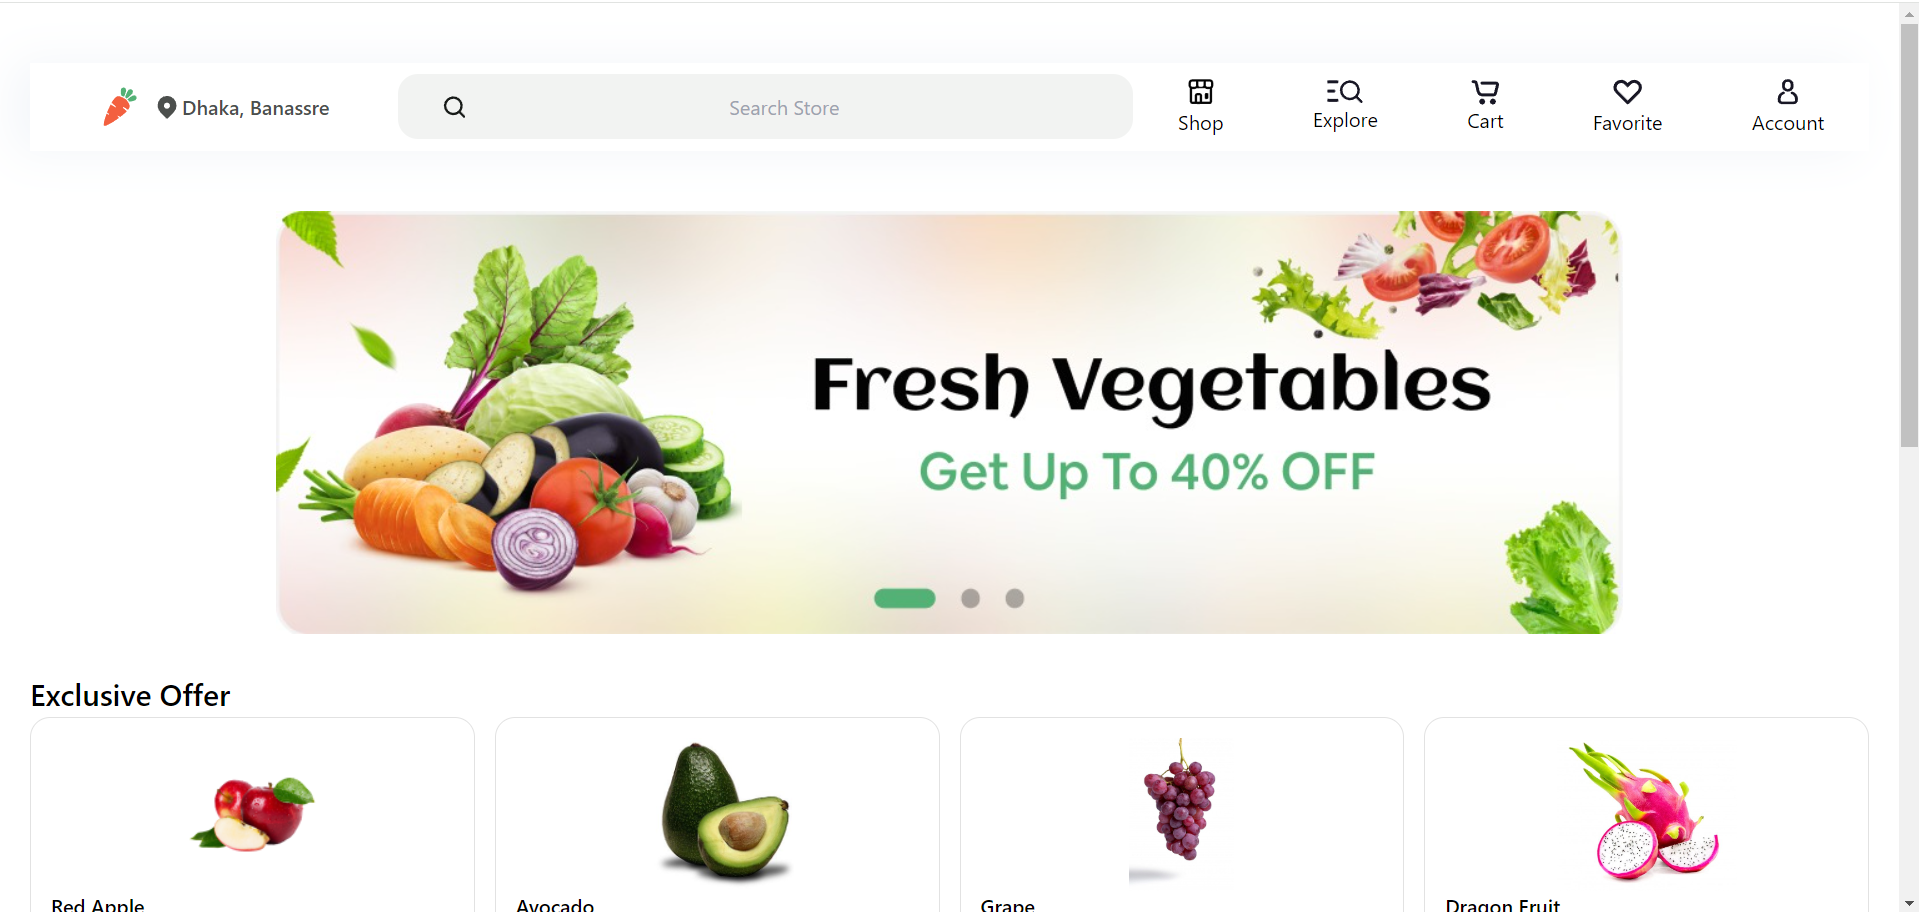 Dhaka, Banassre
Search Store
Shop
Explore
Cart
Favorite
Account
Fresh Vegetables
Get Up To 40% OFF
Exclusive Offer
Red Apple
Avocado
Grape
Dragon Fruit